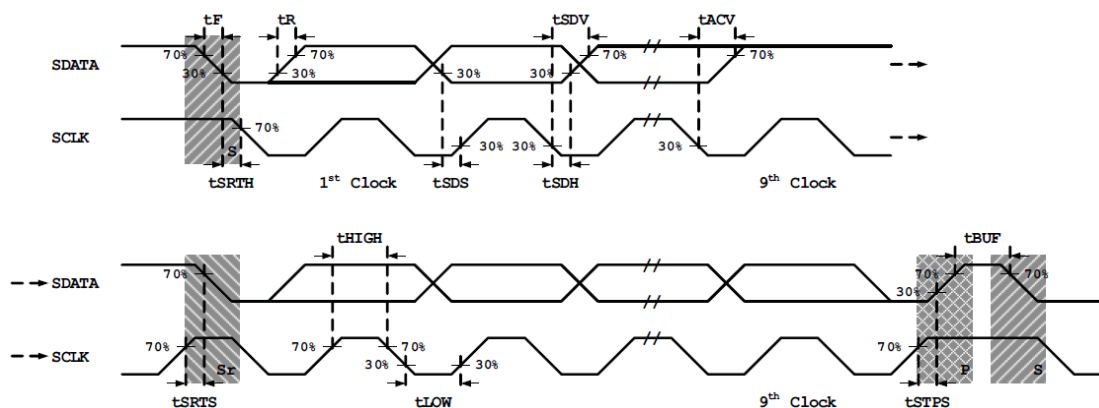 tF tR tSDV tACV
70% 70% 70% 70%
SDATA
30% 30% 30% 30%
SCLK
70%
30% 30% 30%
S
tSRTH 1st Clock tSDS tSDH 9th Clock
tHIGH tBUF
70% 70% 70%
SDATA
30%
SCLK
70% 70% 70% 70%
30% 30%
Sr P S
tSRTS tLOW 9th Clock tSTPS